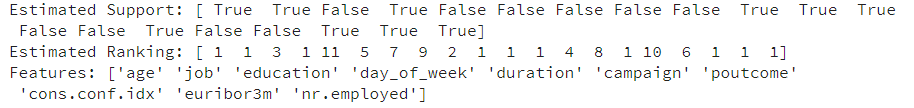 Estimated Support: [ True  True False  True False False False False False  True  True  True
 False False  True False False  True  True  True]
Estimated Ranking: [ 1  1  3  1 11  5  7  9  2  1  1  1  4  8  1 10  6  1  1  1]
Features: ['age' 'job' 'education' 'day_of_week' 'duration' 'campaign' 'poutcome'
 'cons.conf.idx' 'euribor3m' 'nr.employed']